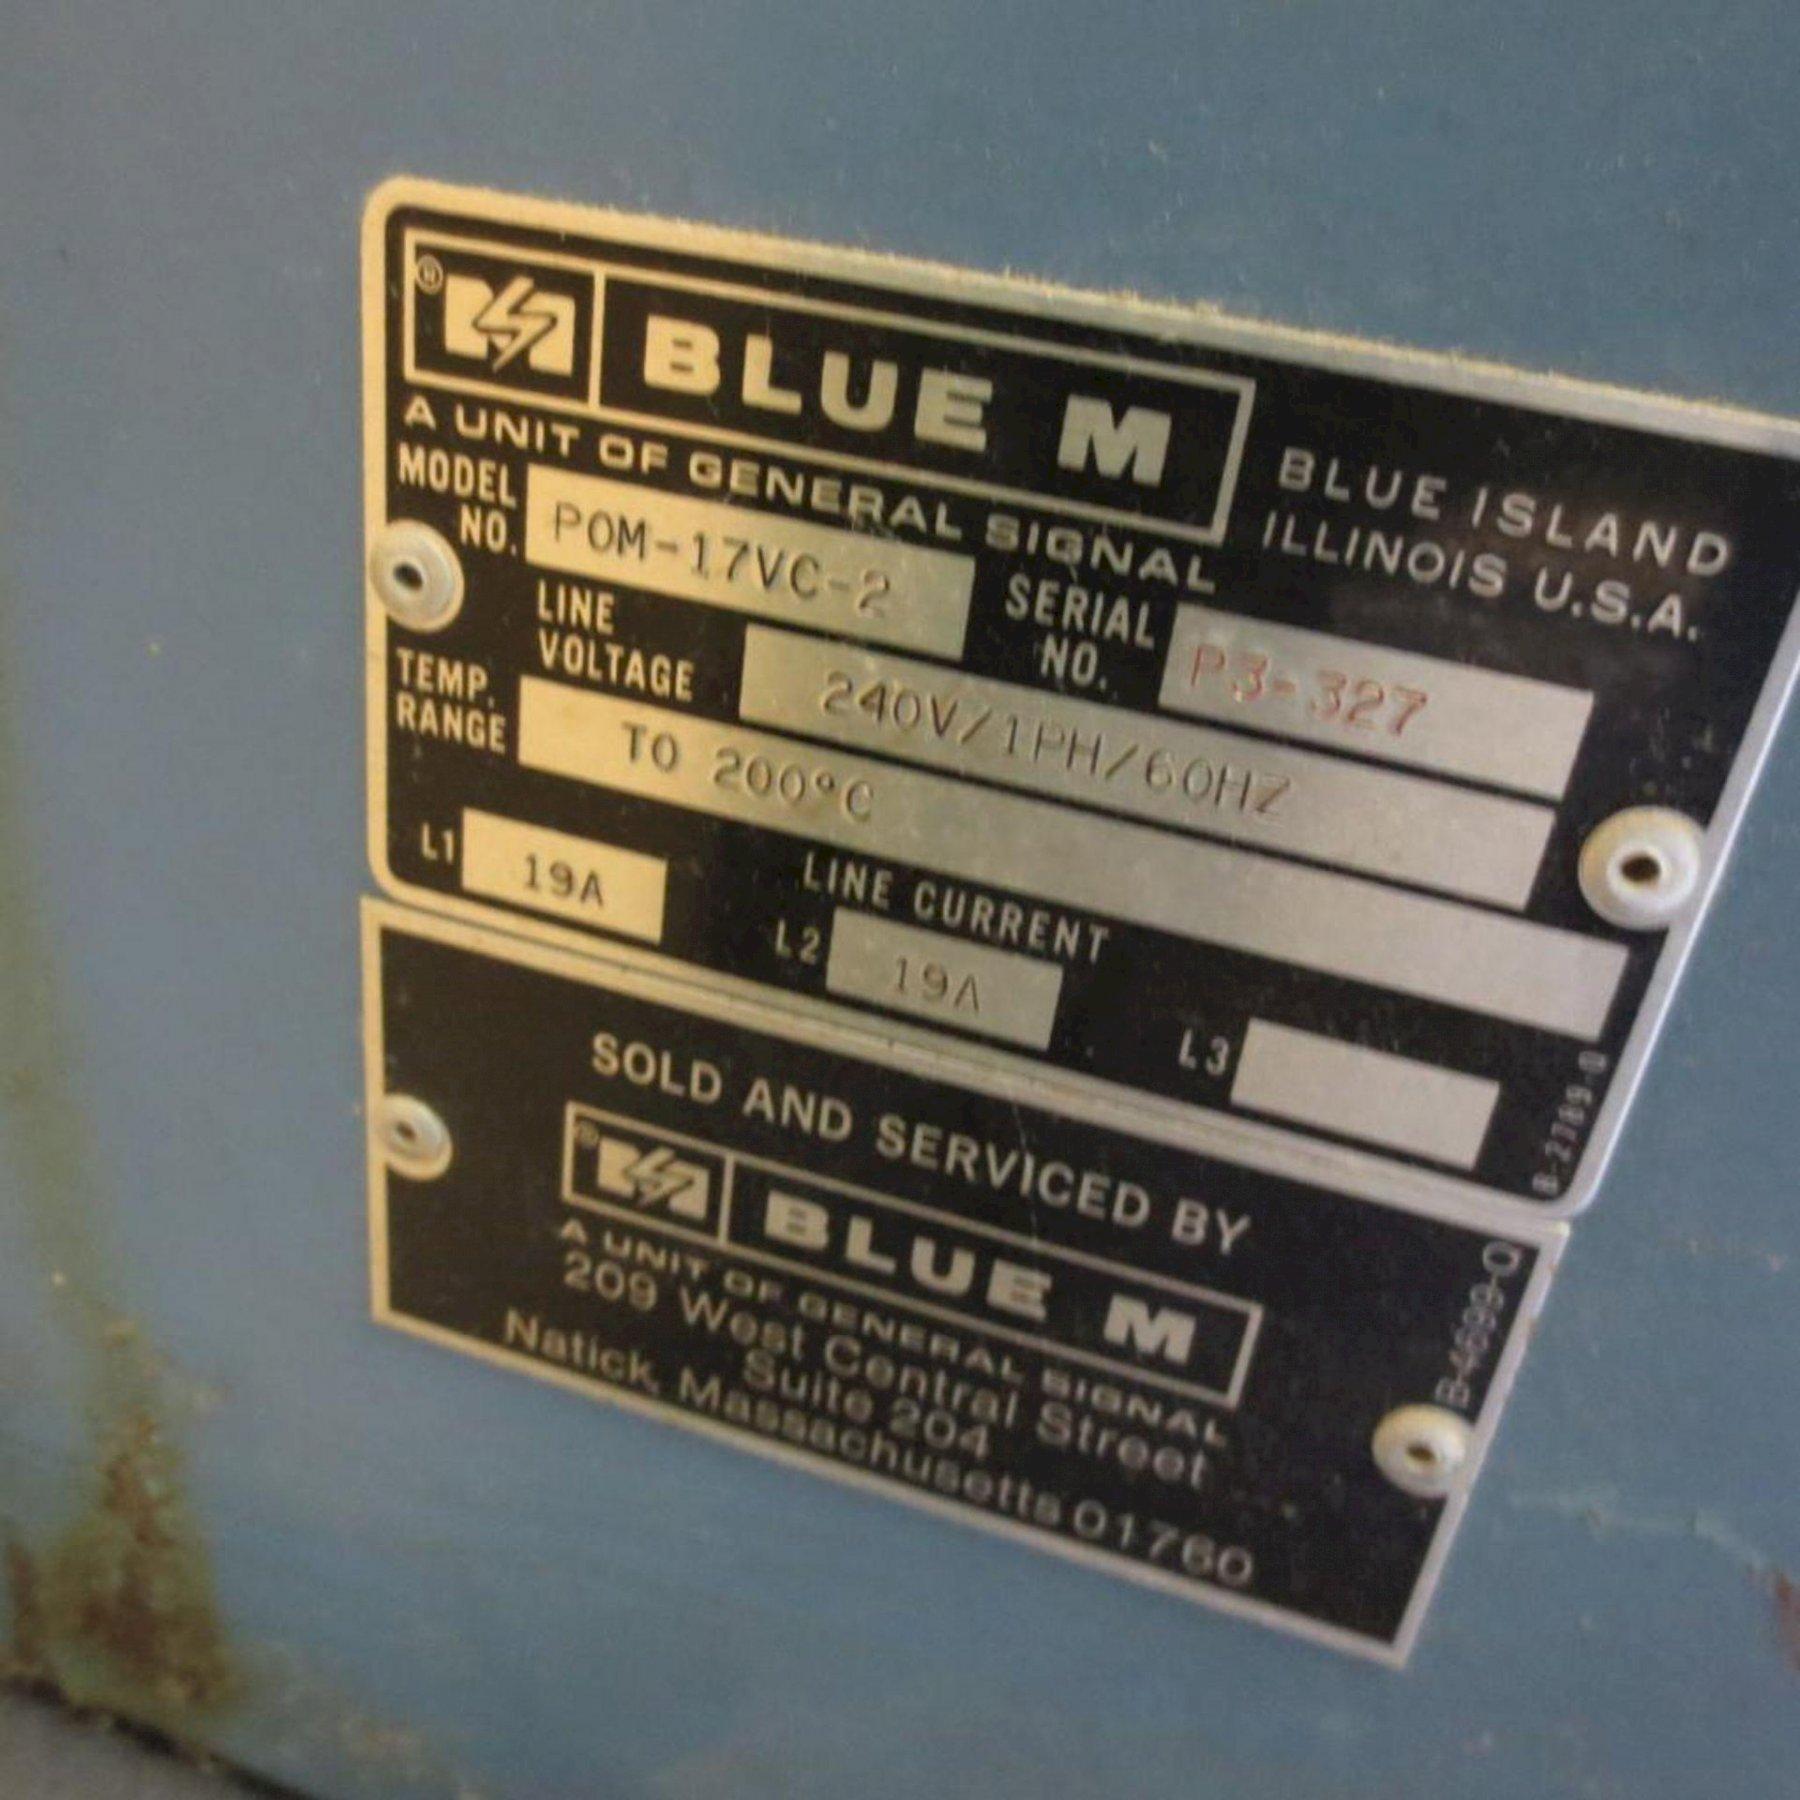 ® BLUE M
A UNIT OF GENERAL SIGNAL
BLUE ISLAND
ILLINOIS U.S.A.
MODEL NO. POM-17VC-2
SERIAL NO. P3-327
LINE VOLTAGE 240V/1PH/60HZ
TEMP. RANGE TO 200°C
LINE CURRENT
L1 19A L2 19A L3
B-2789-Q
SOLD AND SERVICED BY
® BLUE M
A UNIT OF GENERAL SIGNAL
209 West Central Street
Suite 204
Natick, Massachusetts 01760
B-4699-Q